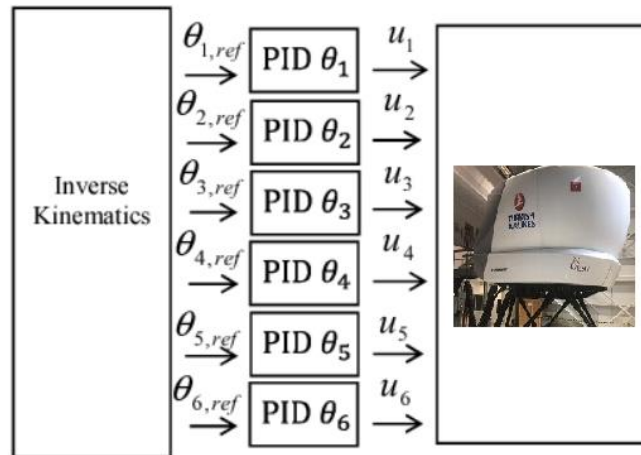 Inverse
Kinematics
θ1,ref
PID θ1
u1
θ2,ref
PID θ2
u2
θ3,ref
PID θ3
u3
θ4,ref
PID θ4
u4
θ5,ref
PID θ5
u5
θ6,ref
PID θ6
u6
TURKISH
AIRLINES